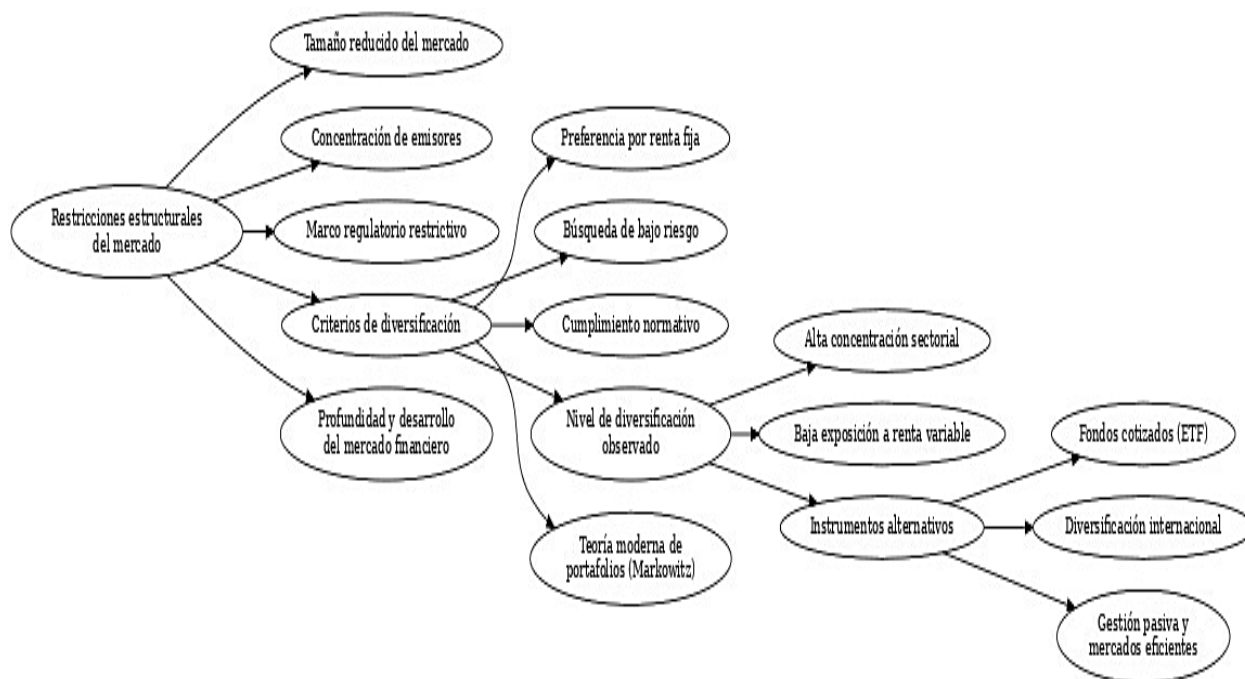 Tamaño reducido del mercado
Concentración de emisores
Preferencia por renta fija
Restricciones estructurales
del mercado
Marco regulatorio restrictivo
Búsqueda de bajo riesgo
Criterios de diversificación
Cumplimiento normativo
Alta concentración sectorial
Profundidad y desarrollo
del mercado financiero
Nivel de diversificación
observado
Baja exposición a renta variable
Fondos cotizados (ETF)
Instrumentos alternativos
Diversificación internacional
Teoría moderna de
portafolios (Markowitz)
Gestión pasiva y
mercados eficientes